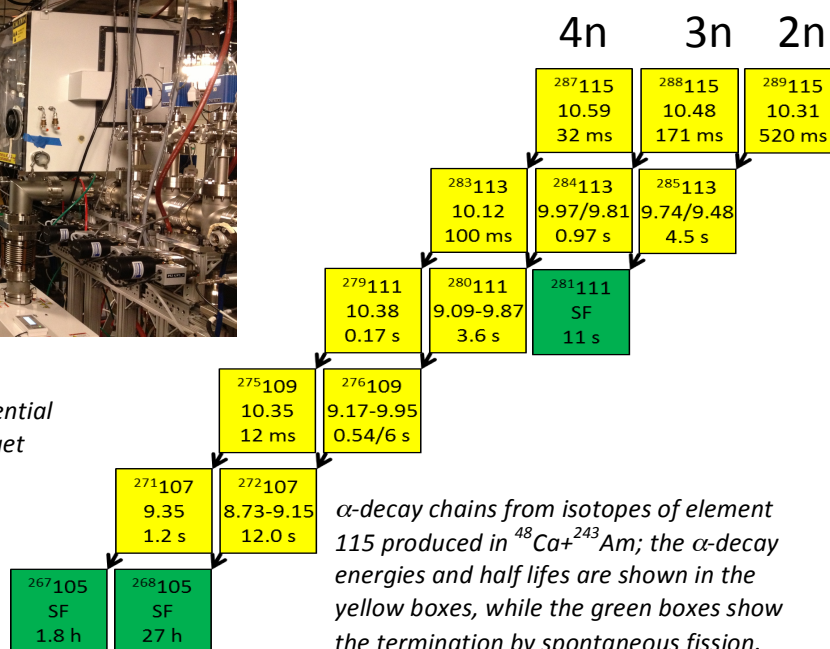 4n 3n 2n
²⁸⁷115
10.59
32 ms
²⁸⁸115
10.48
171 ms
²⁸⁹115
10.31
520 ms
²⁸³113
10.12
100 ms
²⁸⁴113
9.97/9.81
0.97 s
²⁸⁵113
9.74/9.48
4.5 s
²⁷⁹111
10.38
0.17 s
²⁸⁰111
9.09-9.87
3.6 s
²⁸¹111
SF
11 s
²⁷⁵109
10.35
12 ms
²⁷⁶109
9.17-9.95
0.54/6 s
ential
get
²⁷¹107
9.35
1.2 s
²⁷²107
8.73-9.15
12.0 s
²⁶⁷105
SF
1.8 h
²⁶⁸105
SF
27 h
α-decay chains from isotopes of element
115 produced in ⁴⁸Ca+²⁴³Am; the α-decay
energies and half lifes are shown in the
yellow boxes, while the green boxes show
the termination by spontaneous fission.